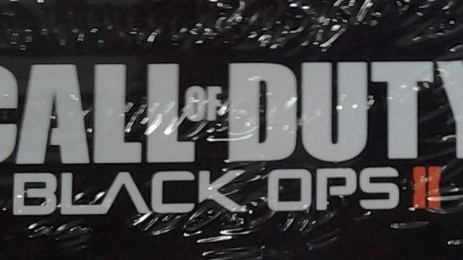 CALL OF DUTY
BLACK OPS II